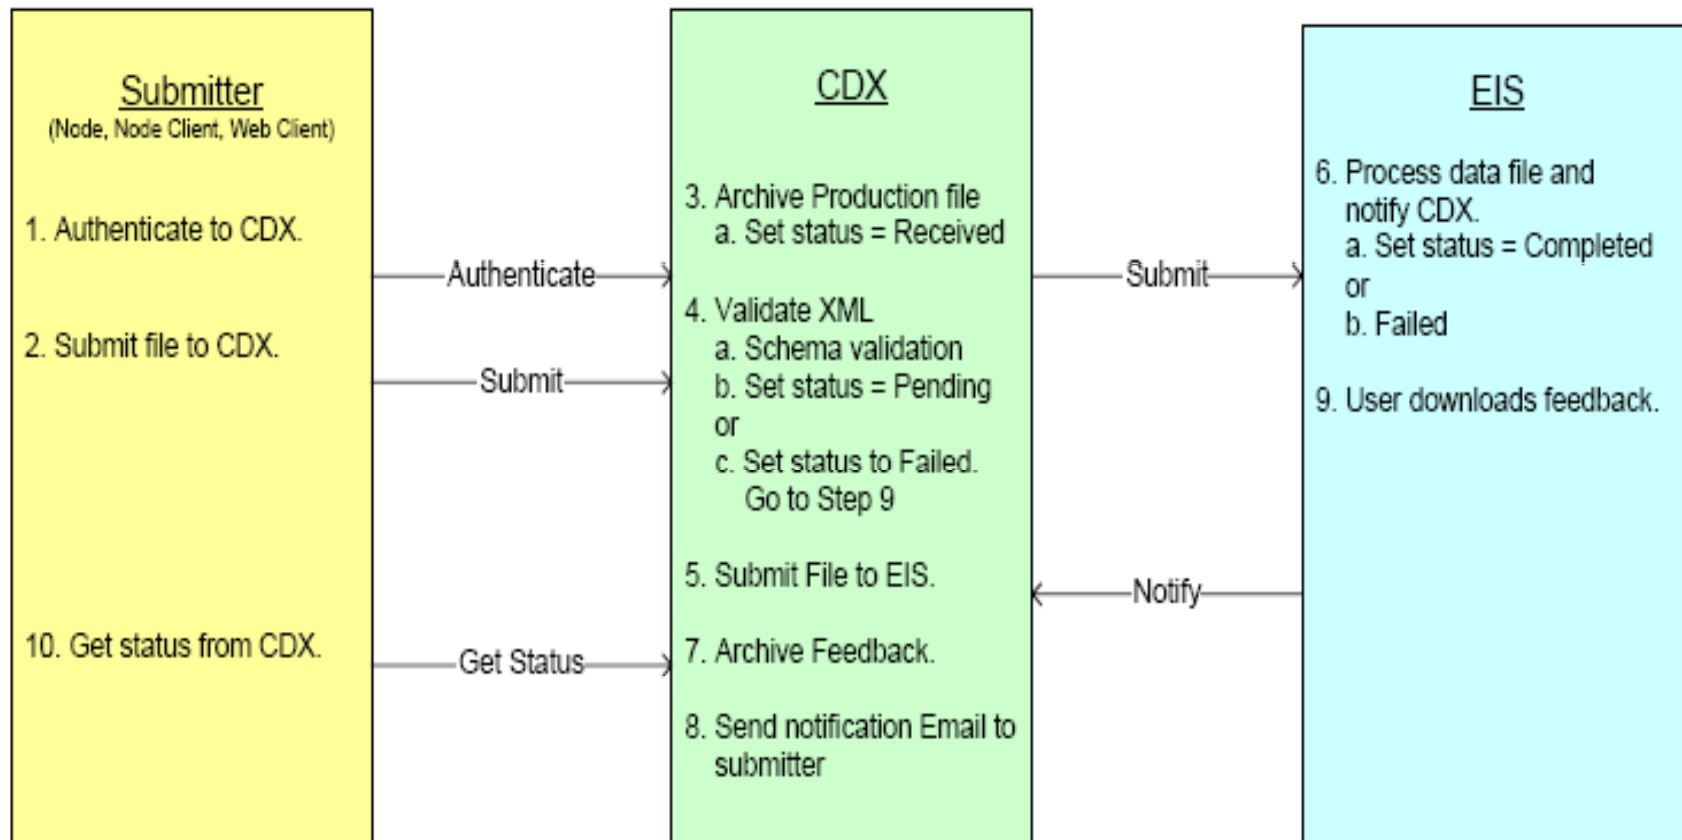 Submitter
(Node, Node Client, Web Client)
1. Authenticate to CDX.
2. Submit file to CDX.
10. Get status from CDX.
Authenticate
Submit
Get Status
CDX
3. Archive Production file
a. Set status = Received
4. Validate XML
a. Schema validation
b. Set status = Pending
or
c. Set status to Failed.
Go to Step 9
5. Submit File to EIS.
7. Archive Feedback.
8. Send notification Email to
submitter
Submit
Notify
EIS
6. Process data file and
notify CDX.
a. Set status = Completed
or
b. Failed
9. User downloads feedback.